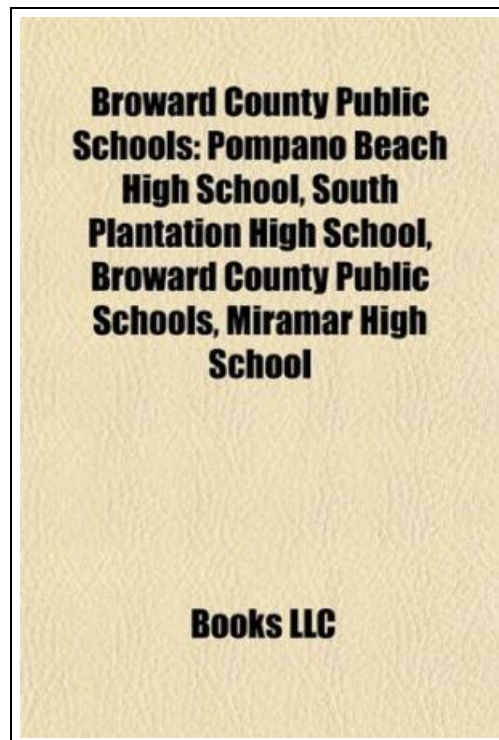 Broward County Public
Schools: Pompano Beach
High School, South
Plantation High School,
Broward County Public
Schools, Miramar High
School
Books LLC